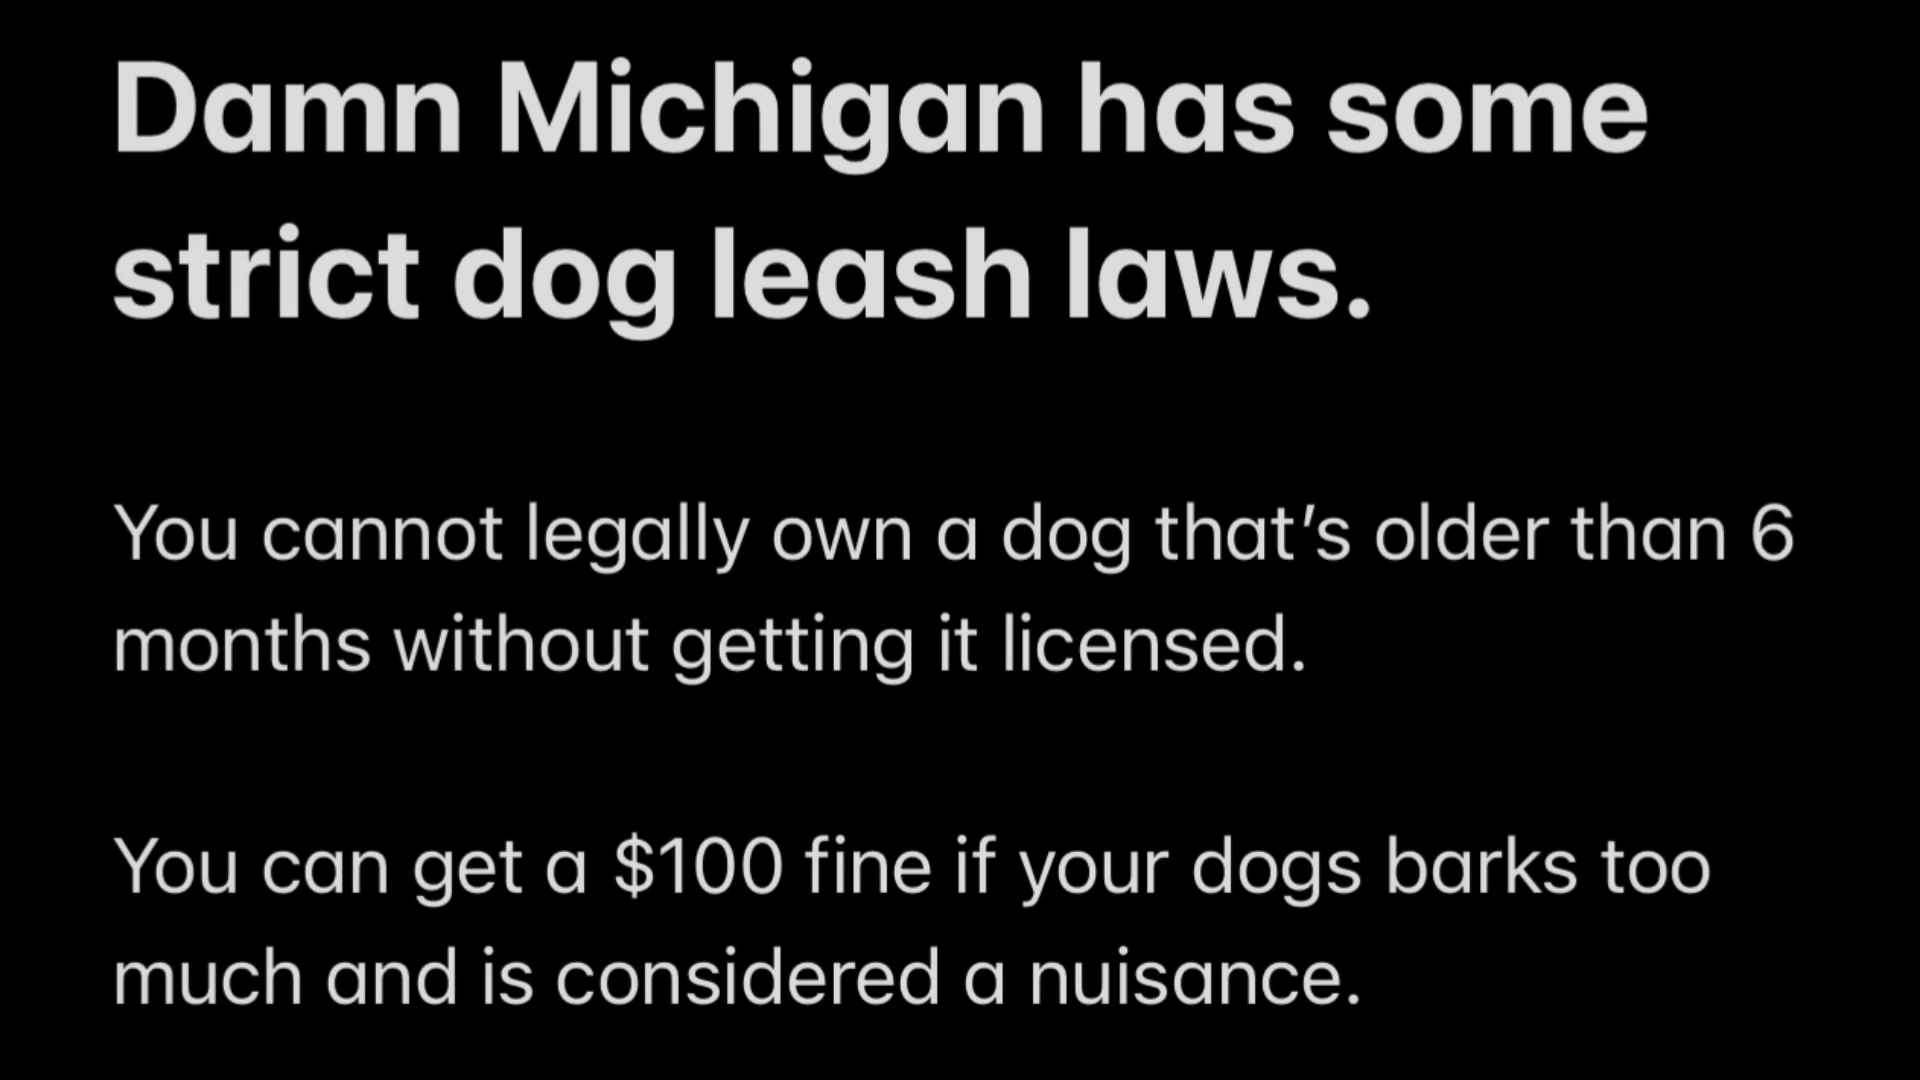 Damn Michigan has some
strict dog leash laws.
You cannot legally own a dog that’s older than 6
months without getting it licensed.
You can get a $100 fine if your dogs barks too
much and is considered a nuisance.